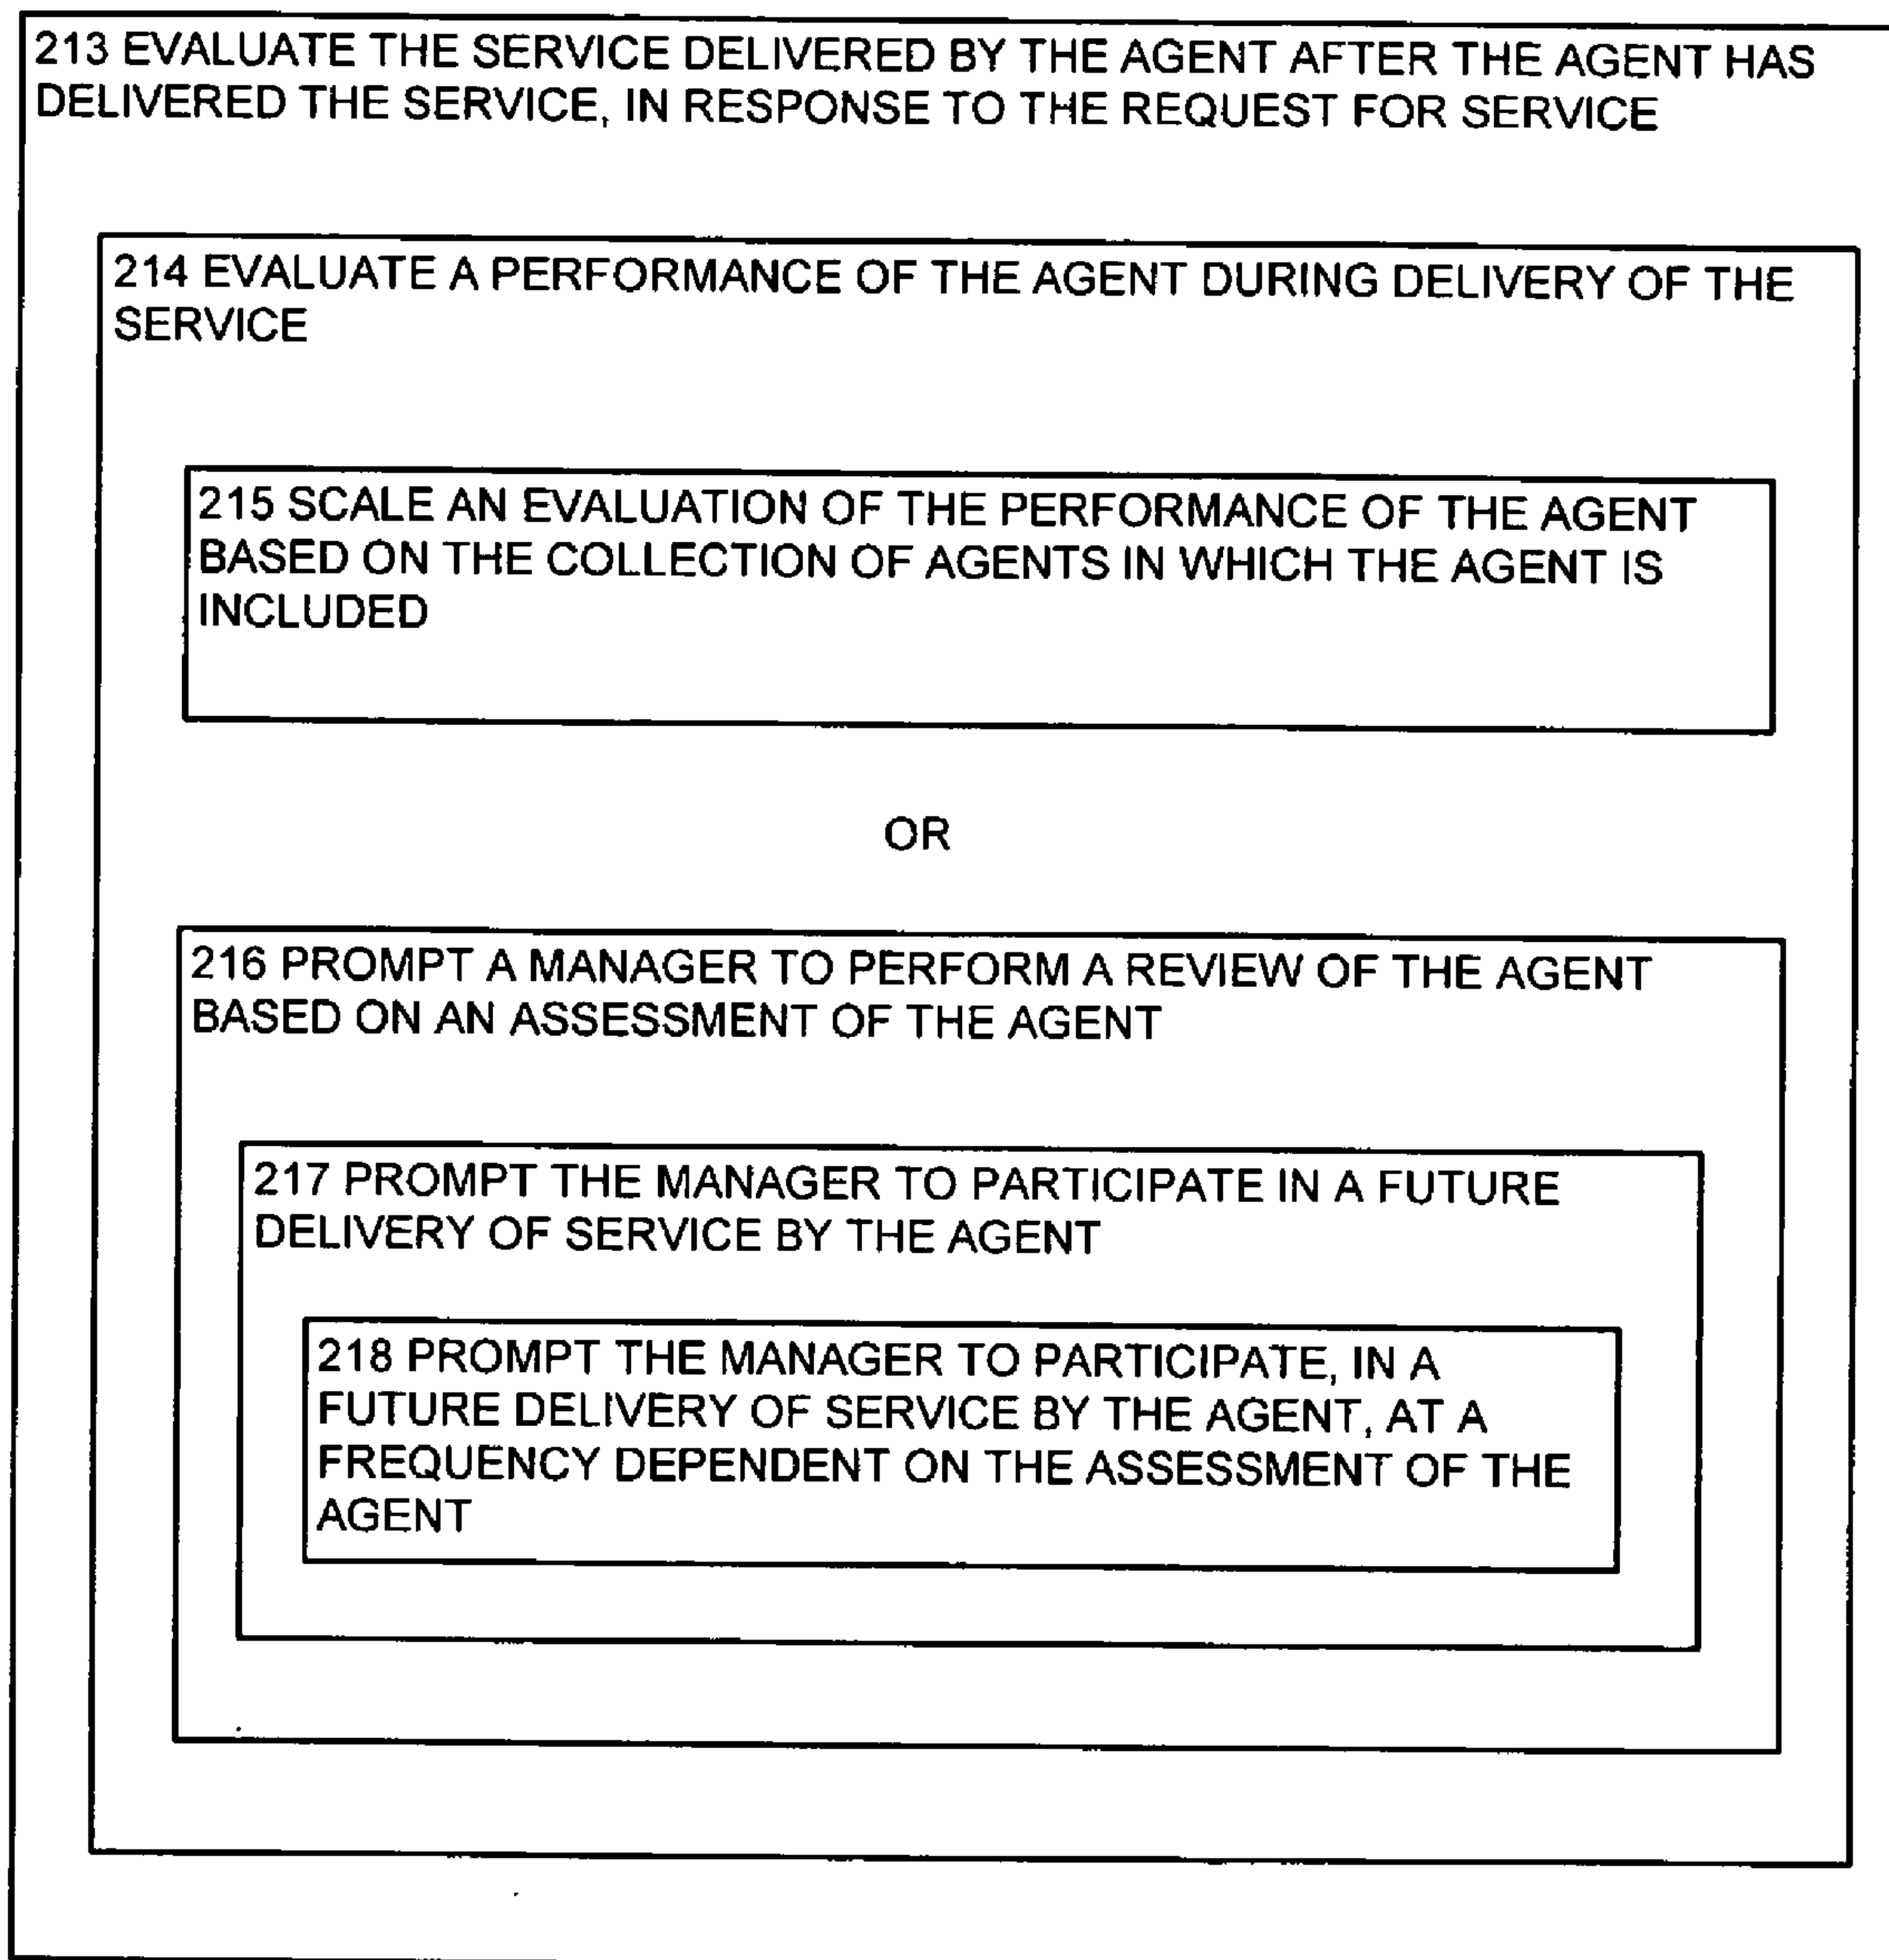 213 EVALUATE THE SERVICE DELIVERED BY THE AGENT AFTER THE AGENT HAS
DELIVERED THE SERVICE, IN RESPONSE TO THE REQUEST FOR SERVICE
214 EVALUATE A PERFORMANCE OF THE AGENT DURING DELIVERY OF THE
SERVICE
215 SCALE AN EVALUATION OF THE PERFORMANCE OF THE AGENT
BASED ON THE COLLECTION OF AGENTS IN WHICH THE AGENT IS
INCLUDED
OR
216 PROMPT A MANAGER TO PERFORM A REVIEW OF THE AGENT
BASED ON AN ASSESSMENT OF THE AGENT
217 PROMPT THE MANAGER TO PARTICIPATE IN A FUTURE
DELIVERY OF SERVICE BY THE AGENT
218 PROMPT THE MANAGER TO PARTICIPATE, IN A
FUTURE DELIVERY OF SERVICE BY THE AGENT, AT A
FREQUENCY DEPENDENT ON THE ASSESSMENT OF THE
AGENT